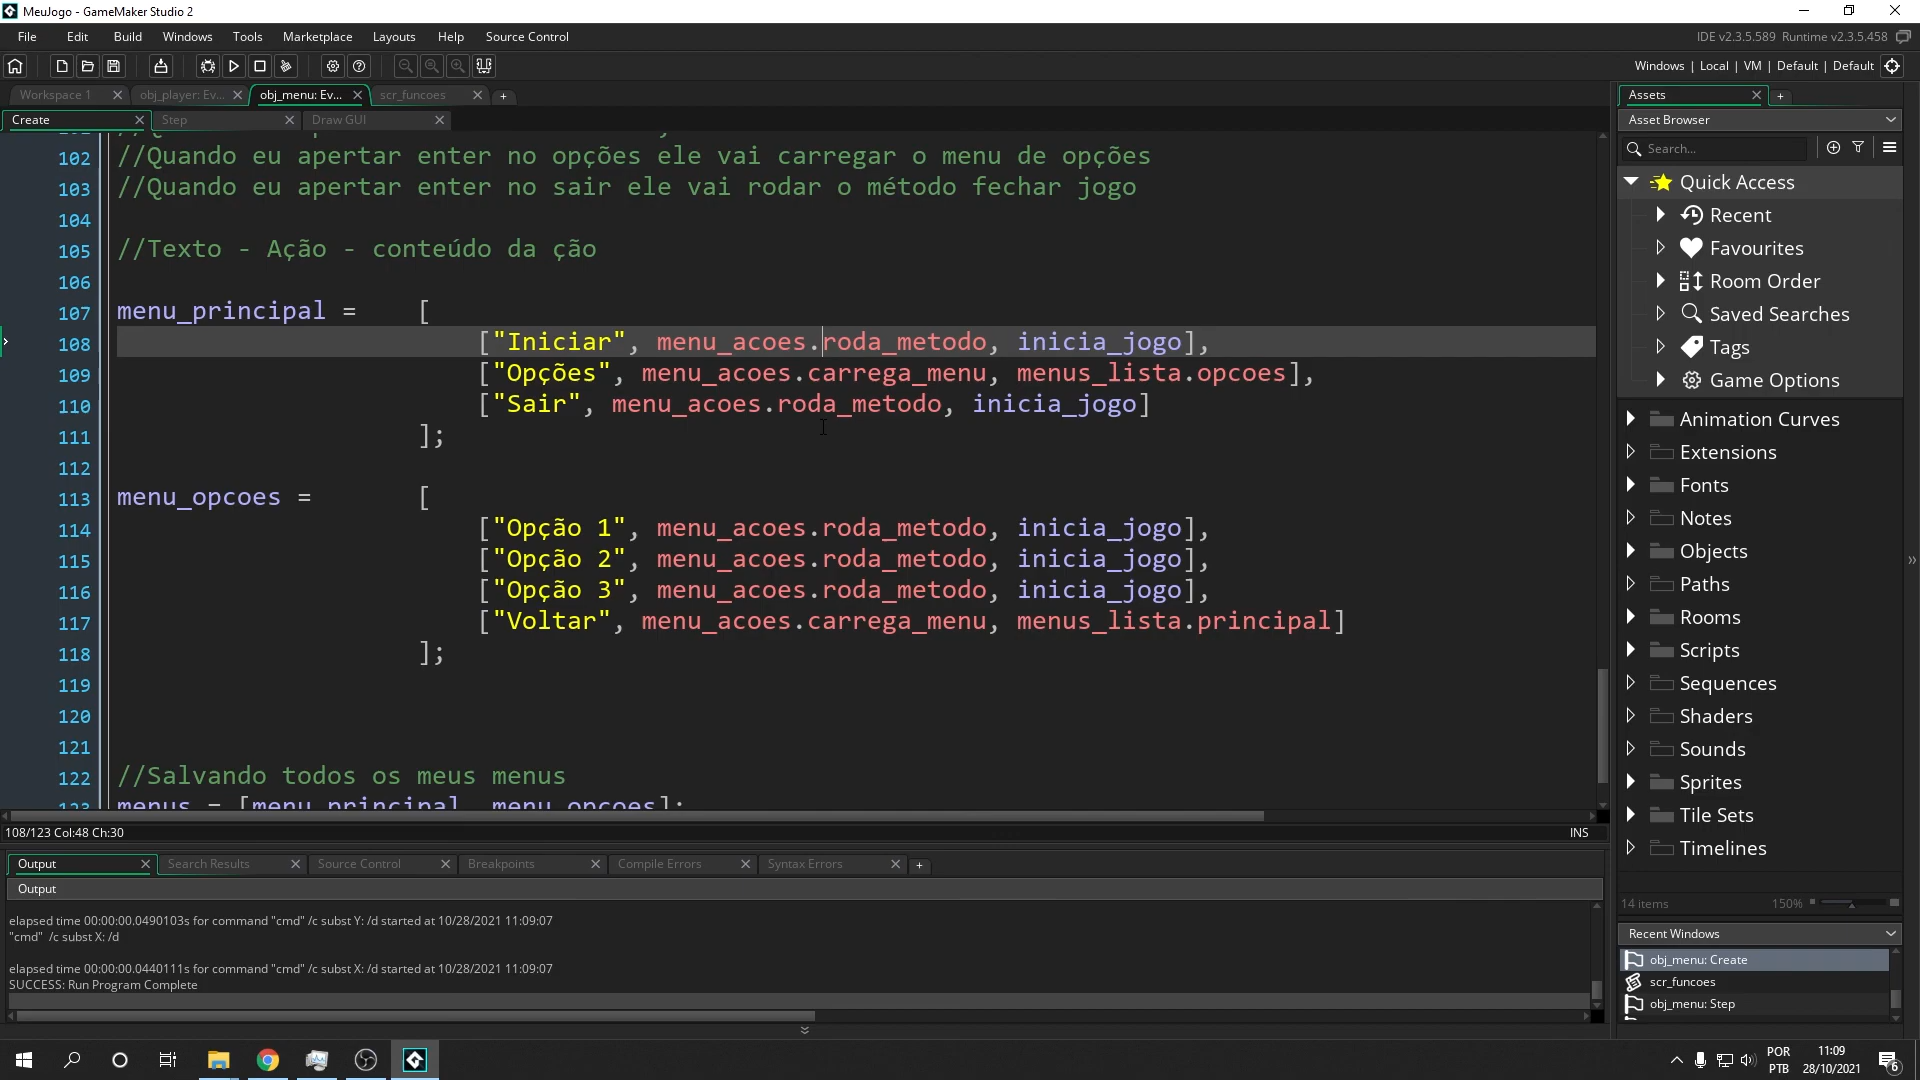 MeuJogo - GameMaker Studio 2
File Edit Build Windows Tools Marketplace Layouts Help Source Control
IDE v2.3.5.589 Runtime v2.3.5.458
Windows | Local | VM | Default | Default
Workspace 1 obj_player: Ev... obj_menu: Ev... scr_funcoes
Create Step Draw GUI
102 //Quando eu apertar enter no opções ele vai carregar o menu de opções
103 //Quando eu apertar enter no sair ele vai rodar o método fechar jogo
104
105 //Texto - Ação - conteúdo da ção
106
107 menu_principal = [
108 ["Iniciar", menu_acoes.roda_metodo, inicia_jogo],
109 ["Opções", menu_acoes.carrega_menu, menus_lista.opcoes],
110 ["Sair", menu_acoes.roda_metodo, inicia_jogo]
111 ];
112
113 menu_opcoes = [
114 ["Opção 1", menu_acoes.roda_metodo, inicia_jogo],
115 ["Opção 2", menu_acoes.roda_metodo, inicia_jogo],
116 ["Opção 3", menu_acoes.roda_metodo, inicia_jogo],
117 ["Voltar", menu_acoes.carrega_menu, menus_lista.principal]
118 ];
119
120
121
122 //Salvando todos os meus menus
123 menus = [menu_principal, menu_opcoes];
108/123 Col:48 Ch:30
INS
Output Search Results Source Control Breakpoints Compile Errors Syntax Errors
Output
elapsed time 00:00:00.0490103s for command "cmd" /c subst Y: /d started at 10/28/2021 11:09:07
"cmd" /c subst X: /d
elapsed time 00:00:00.0440111s for command "cmd" /c subst X: /d started at 10/28/2021 11:09:07
SUCCESS: Run Program Complete
Assets
Asset Browser
Search...
Quick Access
Recent
Favourites
Room Order
Saved Searches
Tags
Game Options
Animation Curves
Extensions
Fonts
Notes
Objects
Paths
Rooms
Scripts
Sequences
Shaders
Sounds
Sprites
Tile Sets
Timelines
14 items 150%
Recent Windows
obj_menu: Create
scr_funcoes
obj_menu: Step
POR
PTB
11:09
28/10/2021
6